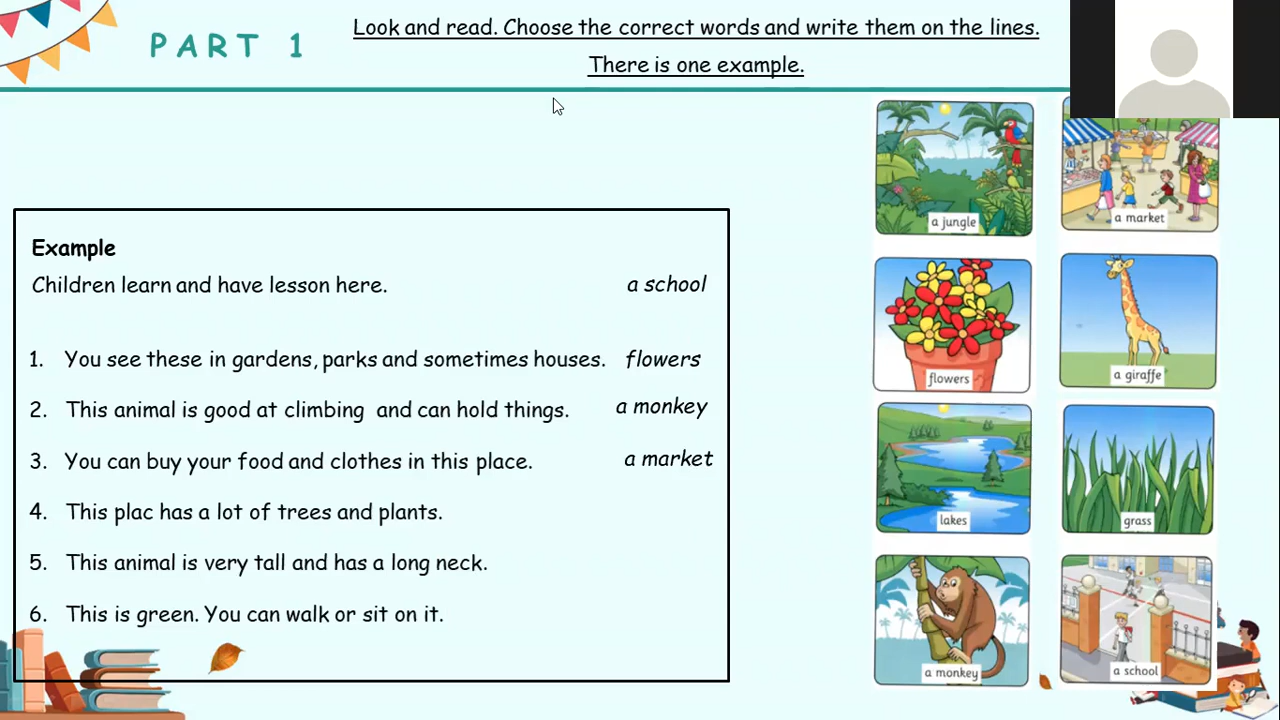 PART 1
Look and read. Choose the correct words and write them on the lines.
There is one example.
Example
Children learn and have lesson here. a school
1. You see these in gardens, parks and sometimes houses. flowers
2. This animal is good at climbing and can hold things. a monkey
3. You can buy your food and clothes in this place. a market
4. This plac has a lot of trees and plants.
5. This animal is very tall and has a long neck.
6. This is green. You can walk or sit on it.
a jungle
a market
flowers
a giraffe
lakes
grass
a monkey
a school